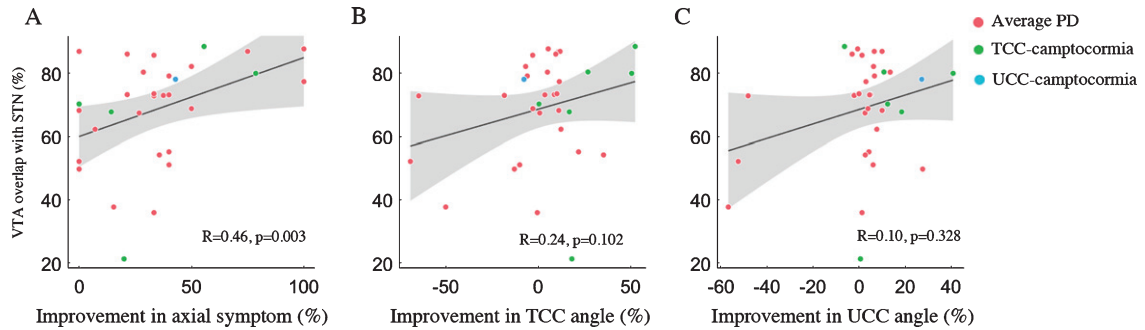 A
B
C
Average PD
TCC-camptocormia
UCC-camptocormia
VTA overlap with STN (%)
80
60
40
20
R=0.46, p=0.003
0
50
100
Improvement in axial symptom (%)
80
60
40
20
R=0.24, p=0.102
-50
0
50
Improvement in TCC angle (%)
80
60
40
20
R=0.10, p=0.328
-60
-40
-20
0
20
40
Improvement in UCC angle (%)